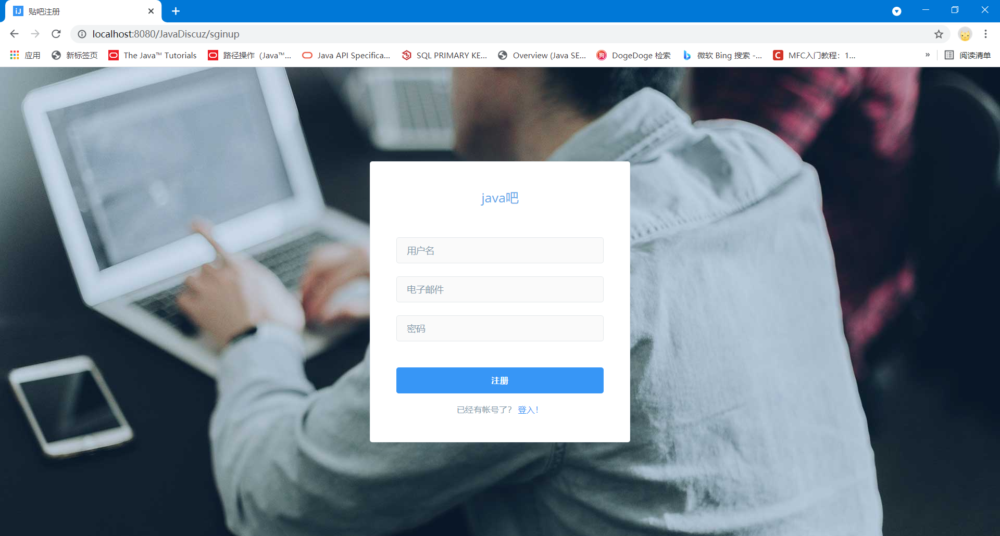 iJ 贴吧注册
localhost:8080/JavaDiscuz/sginup
应用 新标签页 The Java™ Tutorials 路径操作（Java™... Java API Specifica... SQL PRIMARY KE... Overview (Java SE... 狗 DogeDoge 检索 微软 Bing 搜索 -... C MFC入门教程：1... » 阅读清单
java吧
用户名
电子邮件
密码
注册
已经有帐号了？ 登入！